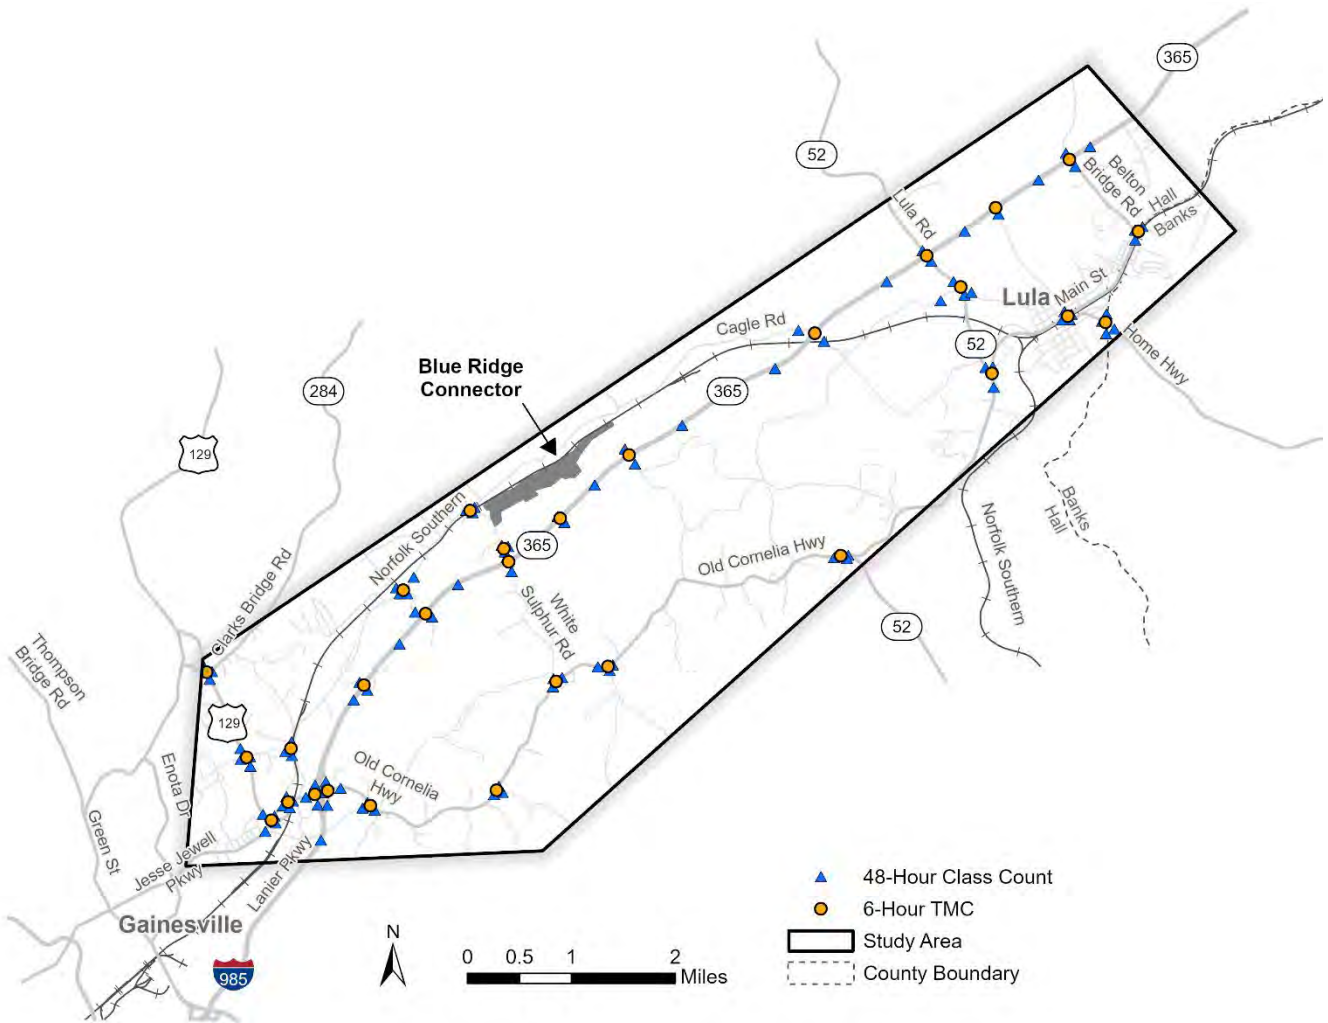 365
52
Belton
Bridge Rd
Hall
Banks
Lula Rd
Lula
Main St
Cagle Rd
52
Home Hwy
Blue Ridge
Connector
365
284
129
Norfolk Southern
Banks
Hall
Norfolk Southern
365
Old Cornelia Hwy
Clarks Bridge Rd
White
Sulphur Rd
52
Thompson
Bridge Rd
129
Enota Dr
Old Cornelia
Hwy
Green St
Jesse Jewell
Pkwy
Lanier Pkwy
Gainesville
985
N
0 0.5 1 2
Miles
48-Hour Class Count
6-Hour TMC
Study Area
County Boundary